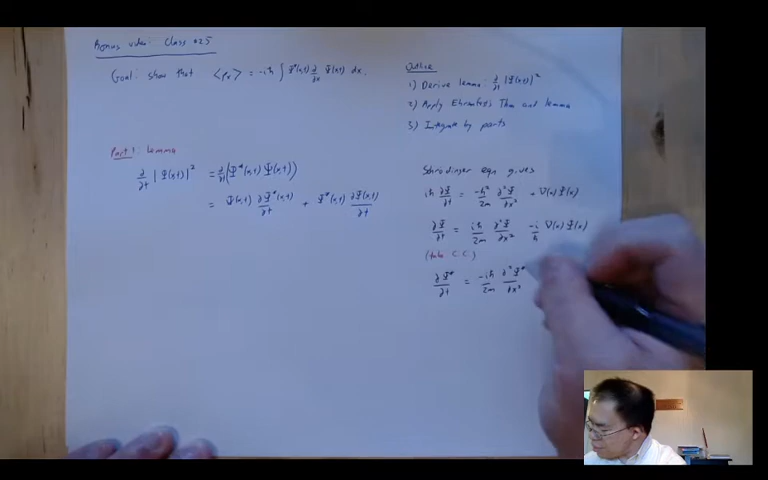 Bonus video: Class #25
Goal: show that <pₓ> = -iħ ∫ Ψ*(x,t) ∂/∂x Ψ(x,t) dx.
Part 1: Lemma
∂/∂t |Ψ(x,t)|² = ∂/∂t (Ψ*(x,t) Ψ(x,t))
= Ψ(x,t) ∂Ψ*(x,t)/∂t + Ψ*(x,t) ∂Ψ(x,t)/∂t
Outline
1) Derive lemma: ∂/∂t |Ψ(x,t)|²
2) Apply Ehrenfest's Thm and lemma
3) Integrate by parts
Schrödinger eqn gives
iħ ∂Ψ/∂t = -ħ²/2m ∂²Ψ/∂x² + V(x) Ψ(x)
∂Ψ/∂t = iħ/2m ∂²Ψ/∂x² -i/ħ V(x) Ψ(x)
(take C.C.)
∂Ψ*/∂t = -iħ/2m ∂²Ψ*/∂x²